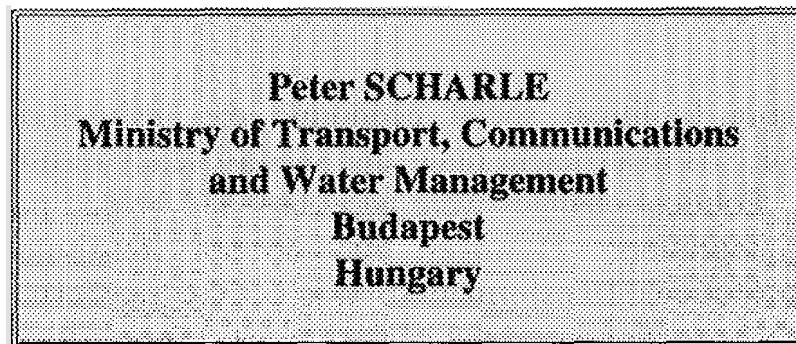 Peter SCHARLE
Ministry of Transport, Communications
and Water Management
Budapest
Hungary